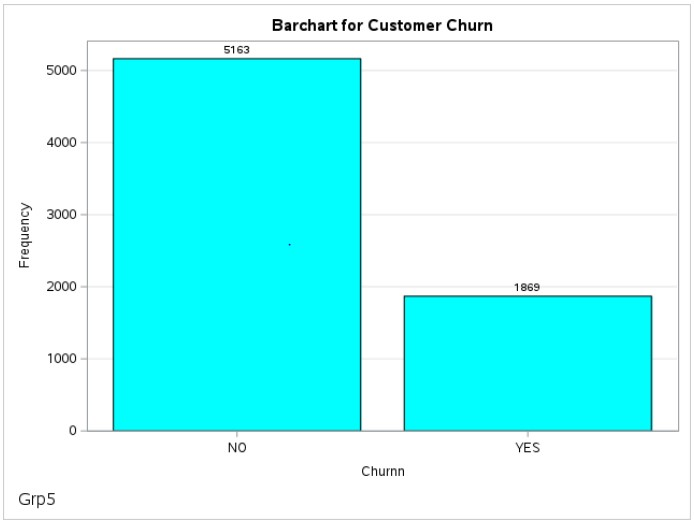 Barchart for Customer Churn
5163
5000
4000
3000
2000
1000
0
Frequency
1869
NO
YES
Churnn
Grp5